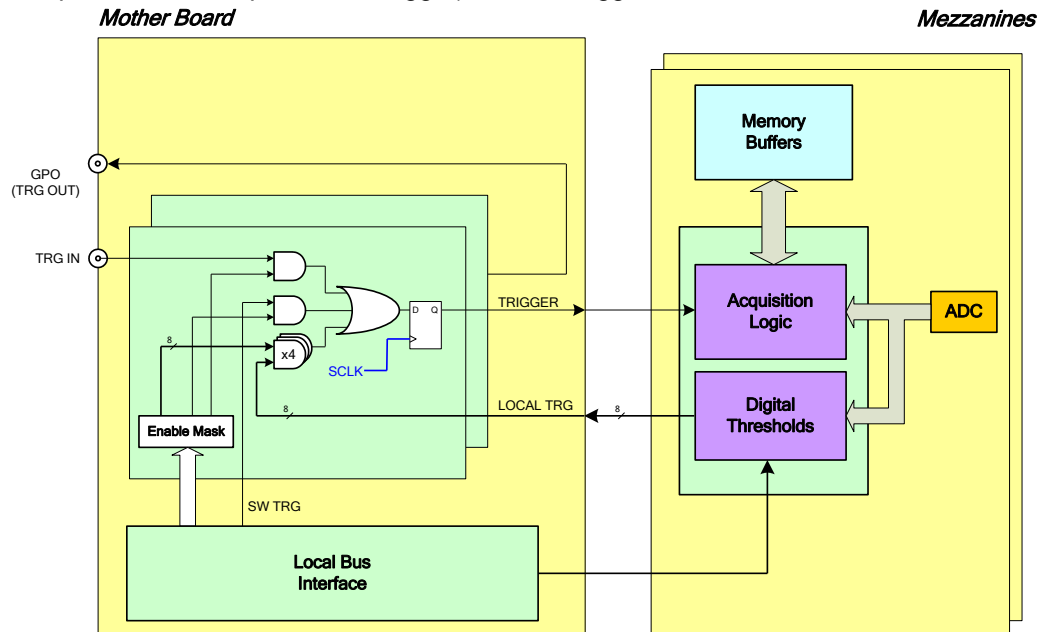 Mother Board
Mezzanines
Memory
Buffers
GPO
(TRG OUT)
TRG IN
D Q
TRIGGER
Acquisition
Logic
ADC
8
x4
SCLK
8
LOCAL TRG
8
Digital
Thresholds
Enable Mask
SW TRG
Local Bus
Interface